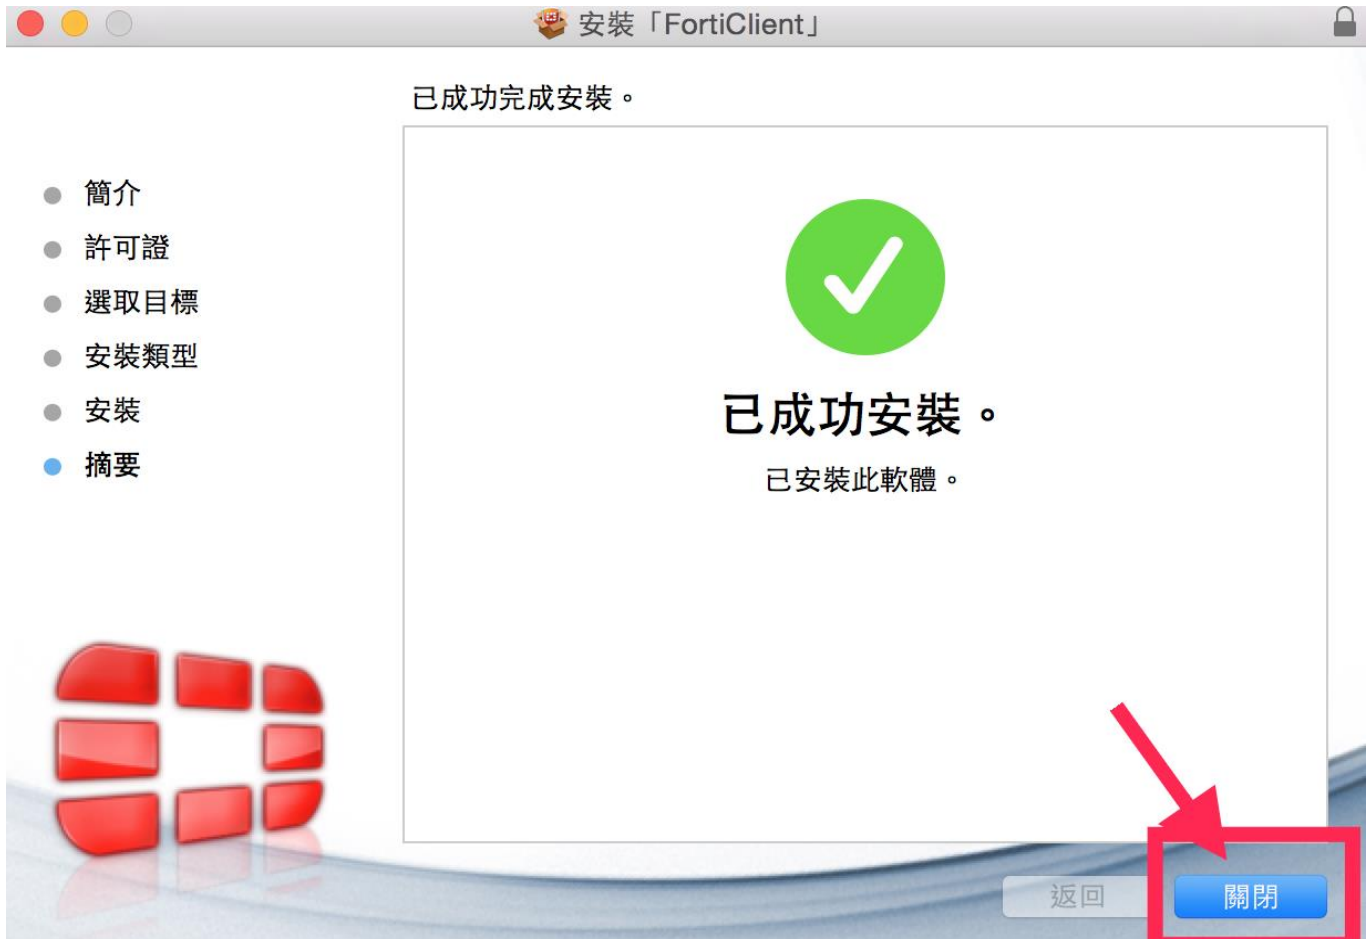 安裝「FortiClient」
已成功完成安裝。
簡介
許可證
選取目標
安裝類型
安裝
摘要
已成功安裝。
已安裝此軟體。
返回
關閉